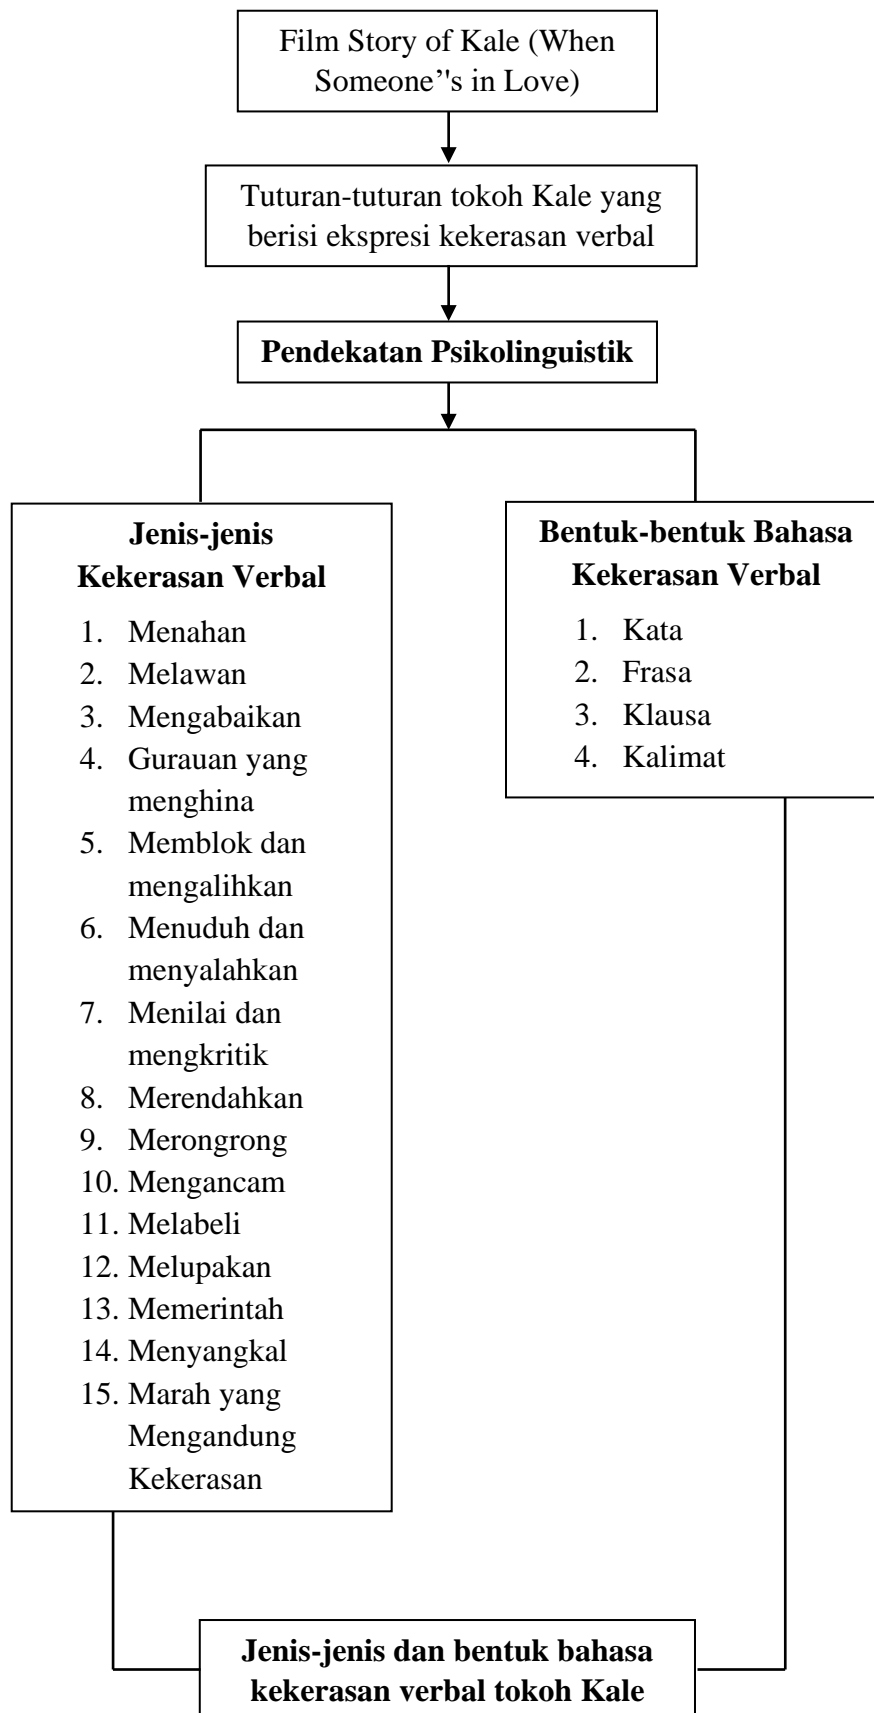 Film Story of Kale (When
Someone’'s in Love)
Tuturan-tuturan tokoh Kale yang
berisi ekspresi kekerasan verbal
Pendekatan Psikolinguistik
Jenis-jenis
Kekerasan Verbal
1. Menahan
2. Melawan
3. Mengabaikan
4. Gurauan yang
menghina
5. Memblok dan
mengalihkan
6. Menuduh dan
menyalahkan
7. Menilai dan
mengkritik
8. Merendahkan
9. Merongrong
10. Mengancam
11. Melabeli
12. Melupakan
13. Memerintah
14. Menyangkal
15. Marah yang
Mengandung
Kekerasan
Bentuk-bentuk Bahasa
Kekerasan Verbal
1. Kata
2. Frasa
3. Klausa
4. Kalimat
Jenis-jenis dan bentuk bahasa
kekerasan verbal tokoh Kale